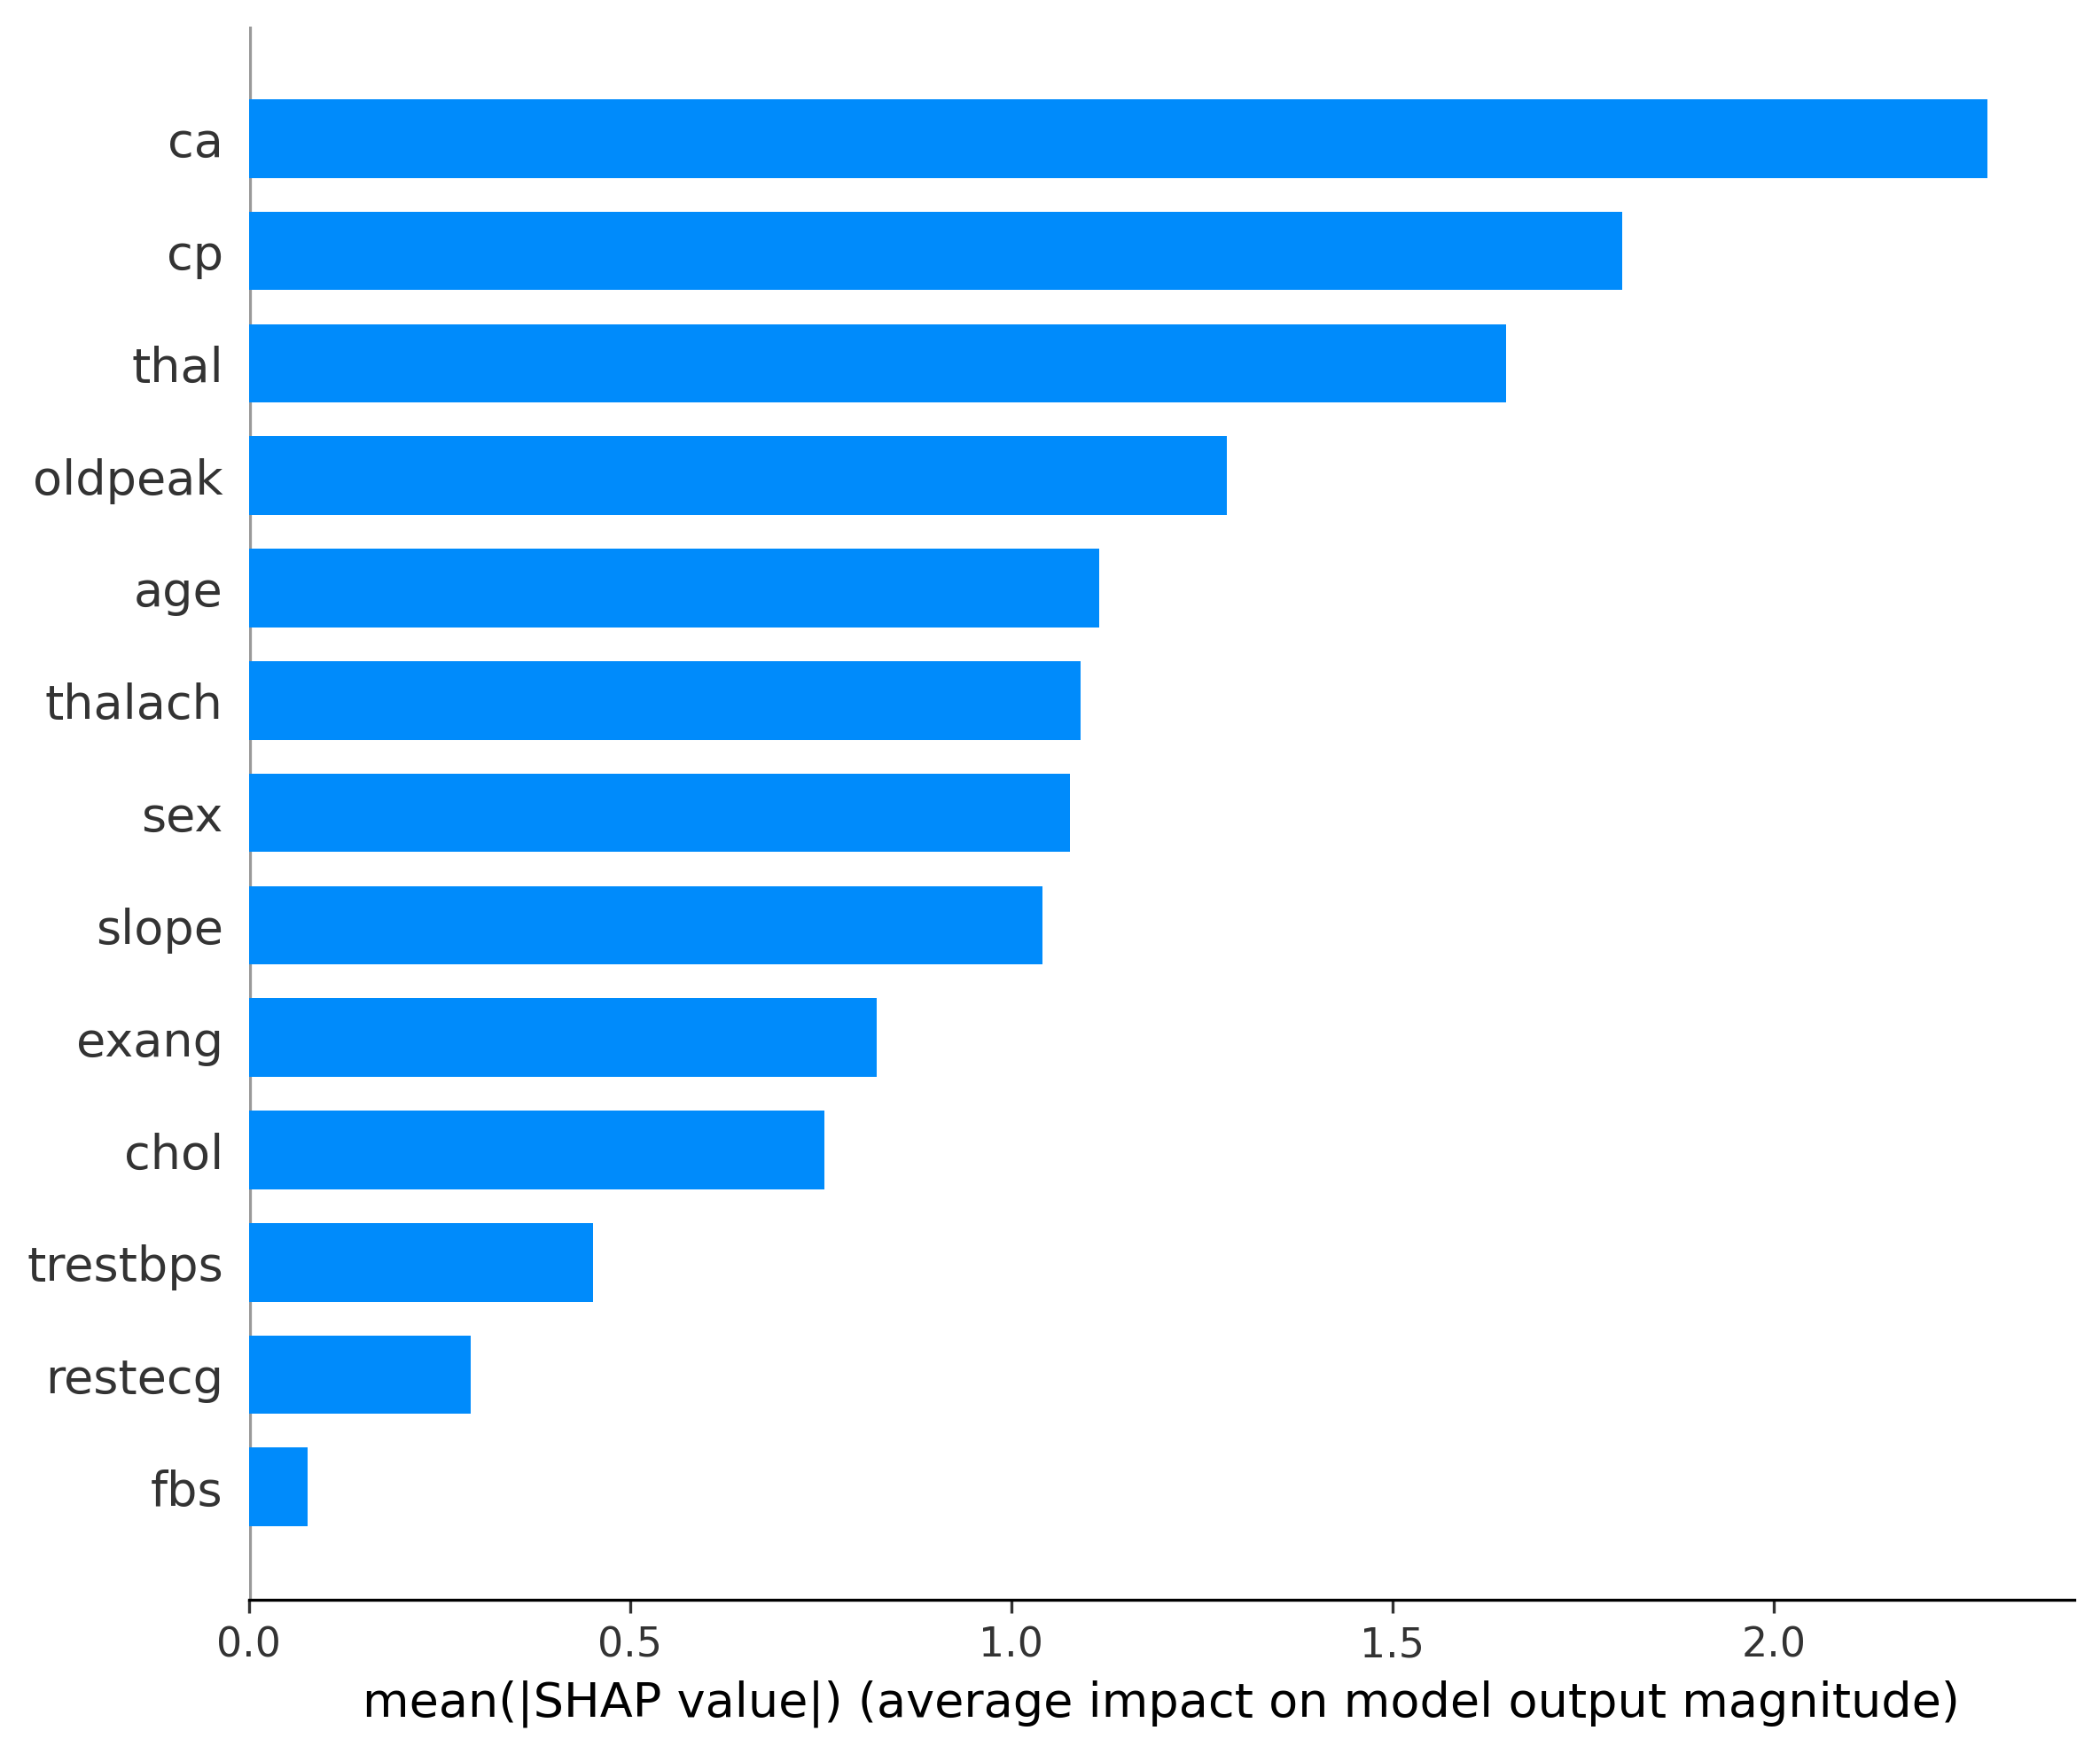 ca
cp
thal
oldpeak
age
thalach
sex
slope
exang
chol
trestbps
restecg
fbs
0.0 0.5 1.0 1.5 2.0
mean(|SHAP value|) (average impact on model output magnitude)